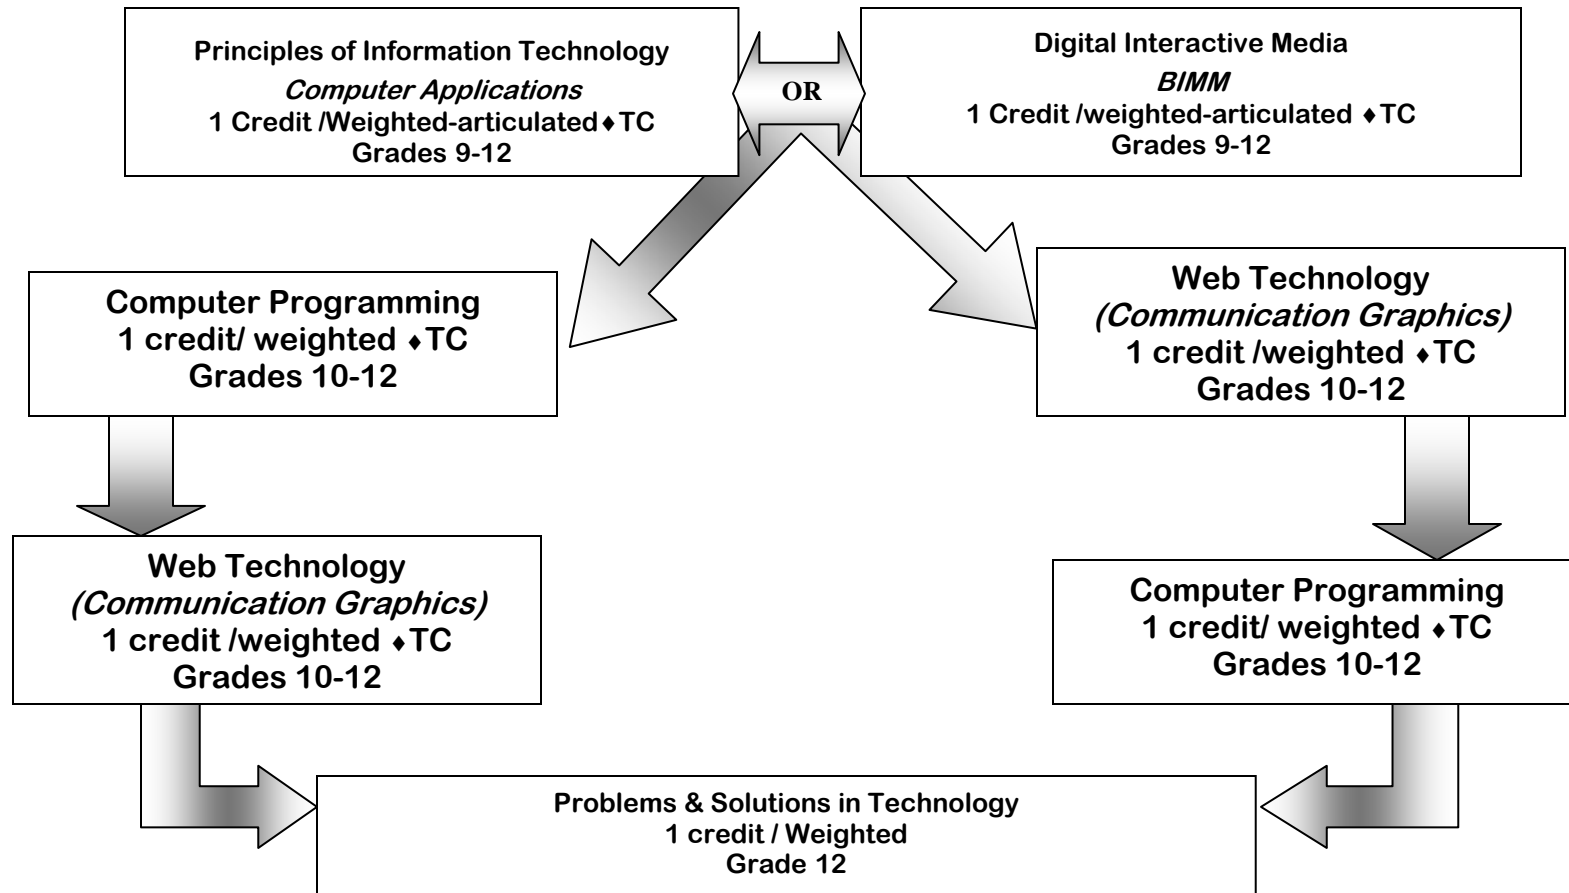 Principles of Information Technology
Computer Applications
1 Credit /Weighted-articulated♦TC
Grades 9-12
OR
Digital Interactive Media
BIMM
1 Credit /weighted-articulated ♦TC
Grades 9-12
Computer Programming
1 credit/ weighted ♦TC
Grades 10-12
Web Technology
(Communication Graphics)
1 credit /weighted ♦TC
Grades 10-12
Web Technology
(Communication Graphics)
1 credit /weighted ♦TC
Grades 10-12
Computer Programming
1 credit/ weighted ♦TC
Grades 10-12
Problems & Solutions in Technology
1 credit / Weighted
Grade 12